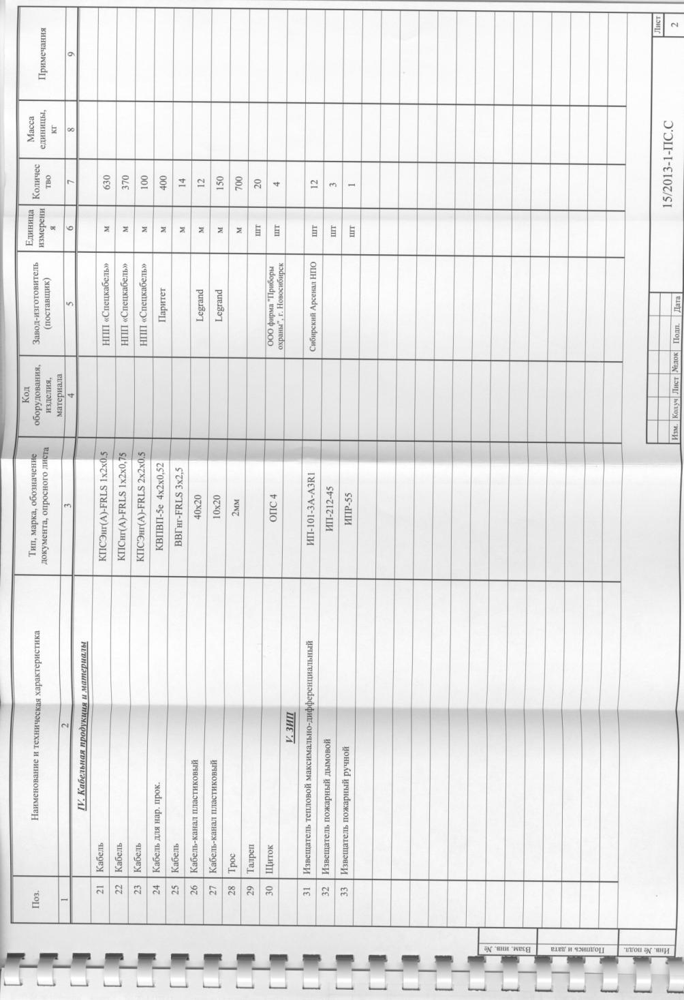 Поз. Наименование и техническая характеристика Тип, марка, обозначение документа, опросного листа Код оборудования, изделия, материала Завод-изготовитель (поставщик) Единица измерения Количество Масса единицы, кг Примечания
1 2 3 4 5 6 7 8 9
IV. Кабельная продукция и материалы
21 Кабель КПСЭнг(А)-FRLS 1х2х0.5 НПП «Спецкабель» м 630
22 Кабель КПСнг(А)-FRLS 1х2х0,75 НПП «Спецкабель» м 370
23 Кабель КПСЭнг(А)-FRLS 2х2х0.5 НПП «Спецкабель» м 100
24 Кабель для нар. прок. КВПВП-5е 4х2х0,52 Паритет м 400
25 Кабель ВВГнг-FRLS 3х2,5 м 14
26 Кабель-канал пластиковый 40х20 Legrand м 12
27 Кабель-канал пластиковый 10х20 Legrand м 150
28 Трос 2мм м 700
29 Талреп шт 20
30 Щиток ОПС 4 ООО фирма "Приборы охраны", г. Новосибирск шт 4
V. ЗИП
31 Извещатель тепловой максимально-дифференциальный ИП-101-3А-А3R1 Сибирский Арсенал НПО шт 12
32 Извещатель пожарный дымовой ИП-212-45 шт 3
33 Извещатель пожарный ручной ИПР-55 шт 1
Взам. инв. №
Подпись и дата
Инв. № подл.
Изм. Кол.уч Лист №док Подп. Дата
15/2013-1-ПС.С
Лист
2